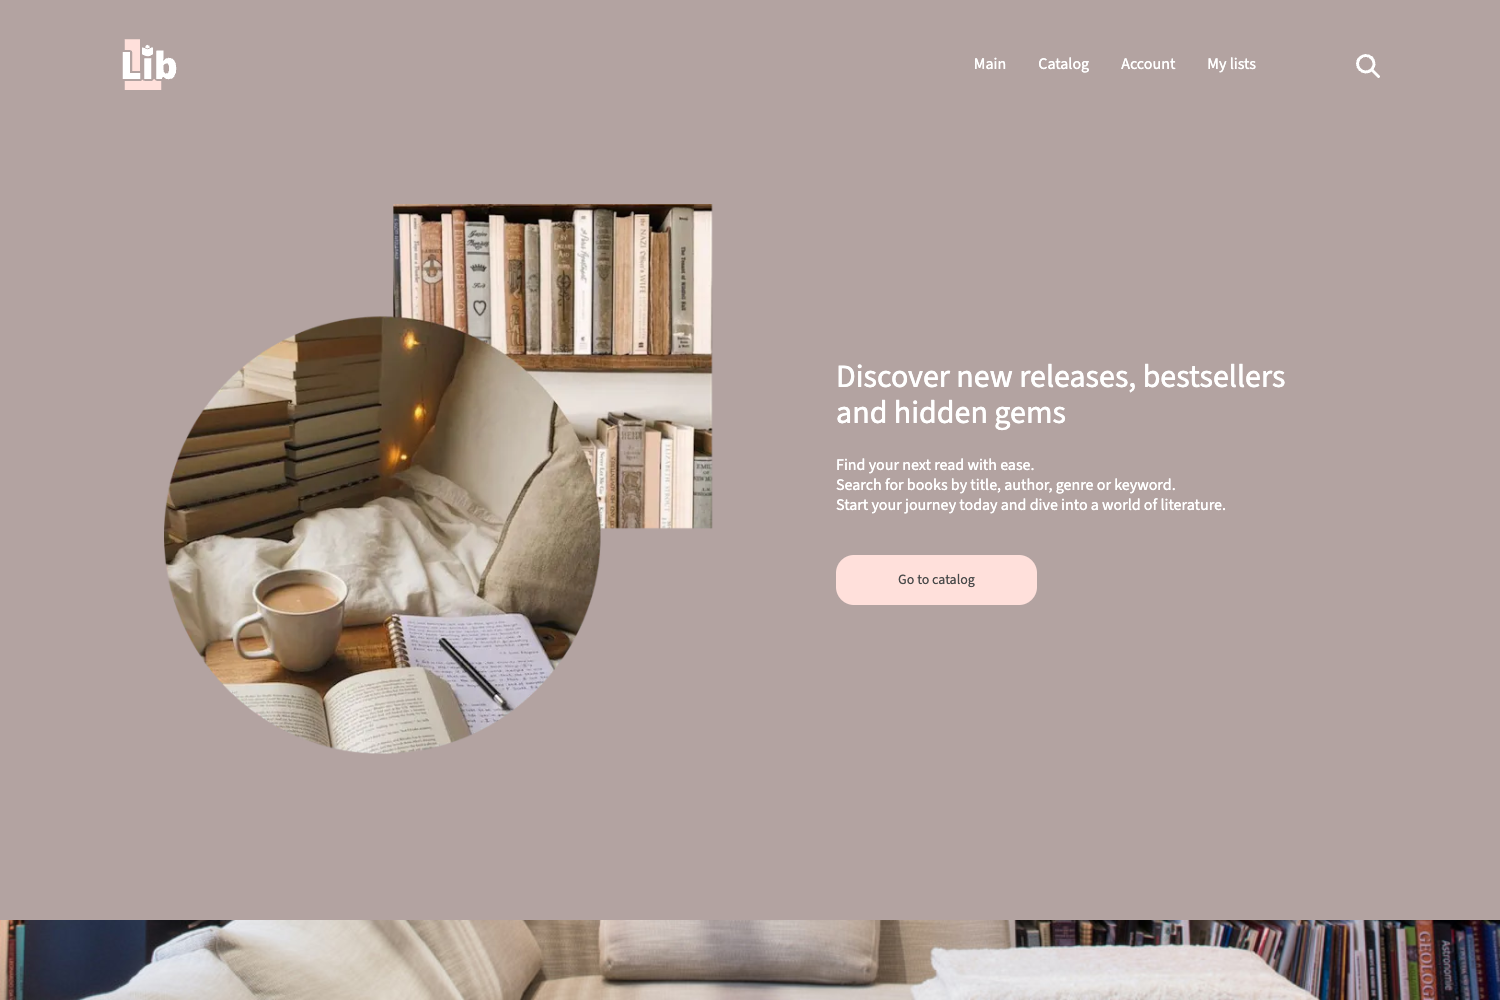 Lib
Main
Catalog
Account
My lists
Discover new releases, bestsellers
and hidden gems
Find your next read with ease.
Search for books by title, author, genre or keyword.
Start your journey today and dive into a world of literature.
Go to catalog
GEOLOG
Astronomie